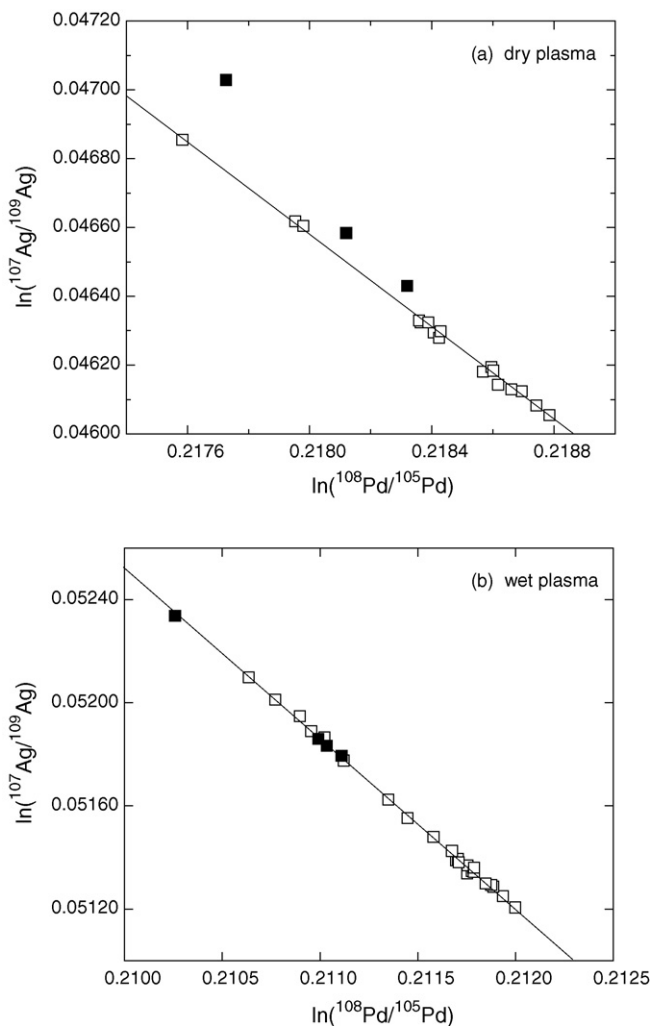 (a) dry plasma
ln(¹⁰⁷Ag/¹⁰⁹Ag)
0.04720
0.04700
0.04680
0.04660
0.04640
0.04620
0.04600
0.2176 0.2180 0.2184 0.2188
ln(¹⁰⁸Pd/¹⁰⁵Pd)
(b) wet plasma
ln(¹⁰⁷Ag/¹⁰⁹Ag)
0.05240
0.05200
0.05160
0.05120
0.2100 0.2105 0.2110 0.2115 0.2120 0.2125
ln(¹⁰⁸Pd/¹⁰⁵Pd)